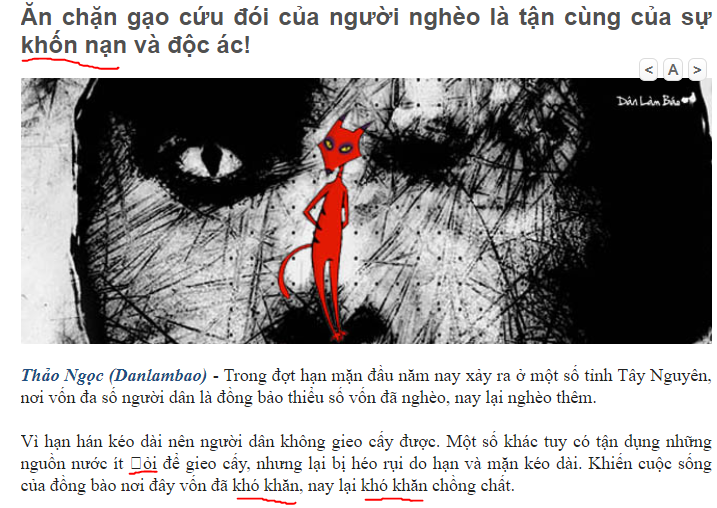 Ăn chặn gạo cứu đói của người nghèo là tận cùng của sự
khốn nạn và độc ác!
< A >
Dân Làm Báo
Thảo Ngọc (Danlambao) - Trong đợt hạn mặn đầu năm nay xảy ra ở một số tỉnh Tây Nguyên,
nơi vốn đa số người dân là đồng bào thiểu số vốn đã nghèo, nay lại nghèo thêm.
Vì hạn hán kéo dài nên người dân không gieo cấy được. Một số khác tuy có tận dụng những
nguồn nước ít □ỏi để gieo cấy, nhưng lại bị héo rụi do hạn và mặn kéo dài. Khiến cuộc sống
của đồng bào nơi đây vốn đã khó khăn, nay lại khó khăn chồng chất.